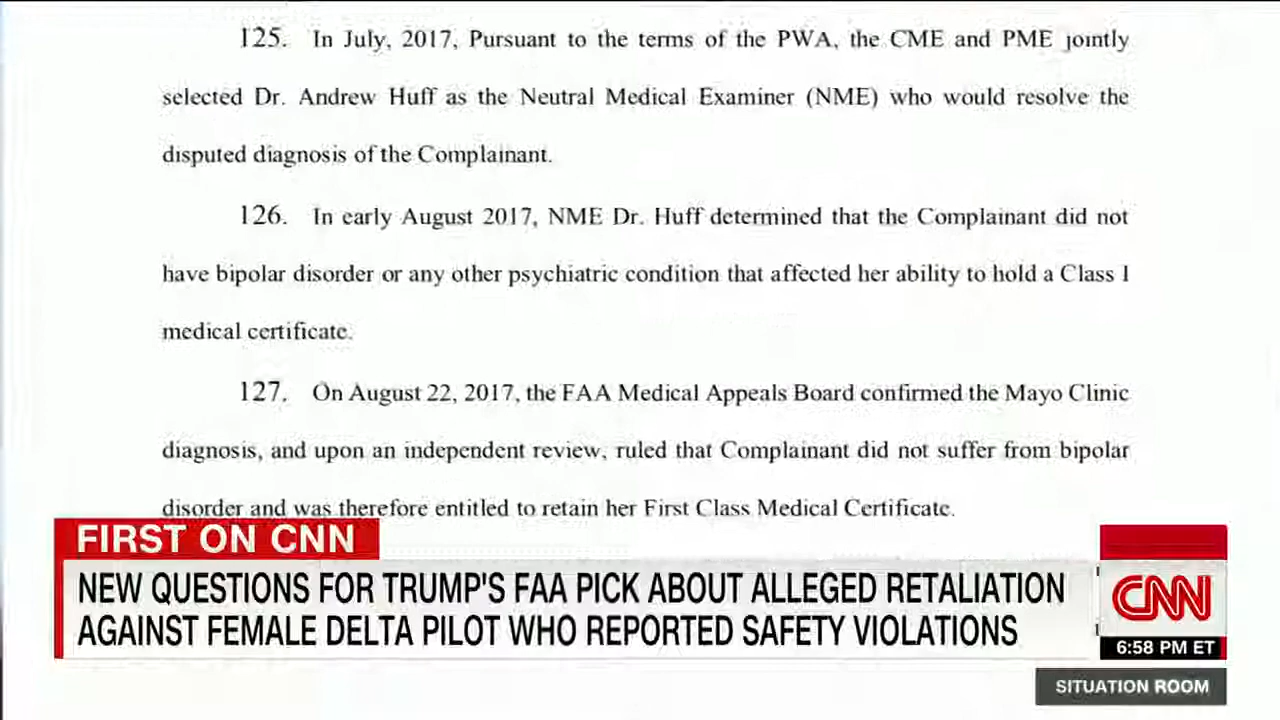 125. In July, 2017, Pursuant to the terms of the PWA, the CME and PME jointly
selected Dr. Andrew Huff as the Neutral Medical Examiner (NME) who would resolve the
disputed diagnosis of the Complainant.
126. In early August 2017, NME Dr. Huff determined that the Complainant did not
have bipolar disorder or any other psychiatric condition that affected her ability to hold a Class I
medical certificate.
127. On August 22, 2017, the FAA Medical Appeals Board confirmed the Mayo Clinic
diagnosis, and upon an independent review, ruled that Complainant did not suffer from bipolar
disorder and was therefore entitled to retain her First Class Medical Certificate.
FIRST ON CNN
NEW QUESTIONS FOR TRUMP'S FAA PICK ABOUT ALLEGED RETALIATION
AGAINST FEMALE DELTA PILOT WHO REPORTED SAFETY VIOLATIONS
CNN
6:58 PM ET
SITUATION ROOM